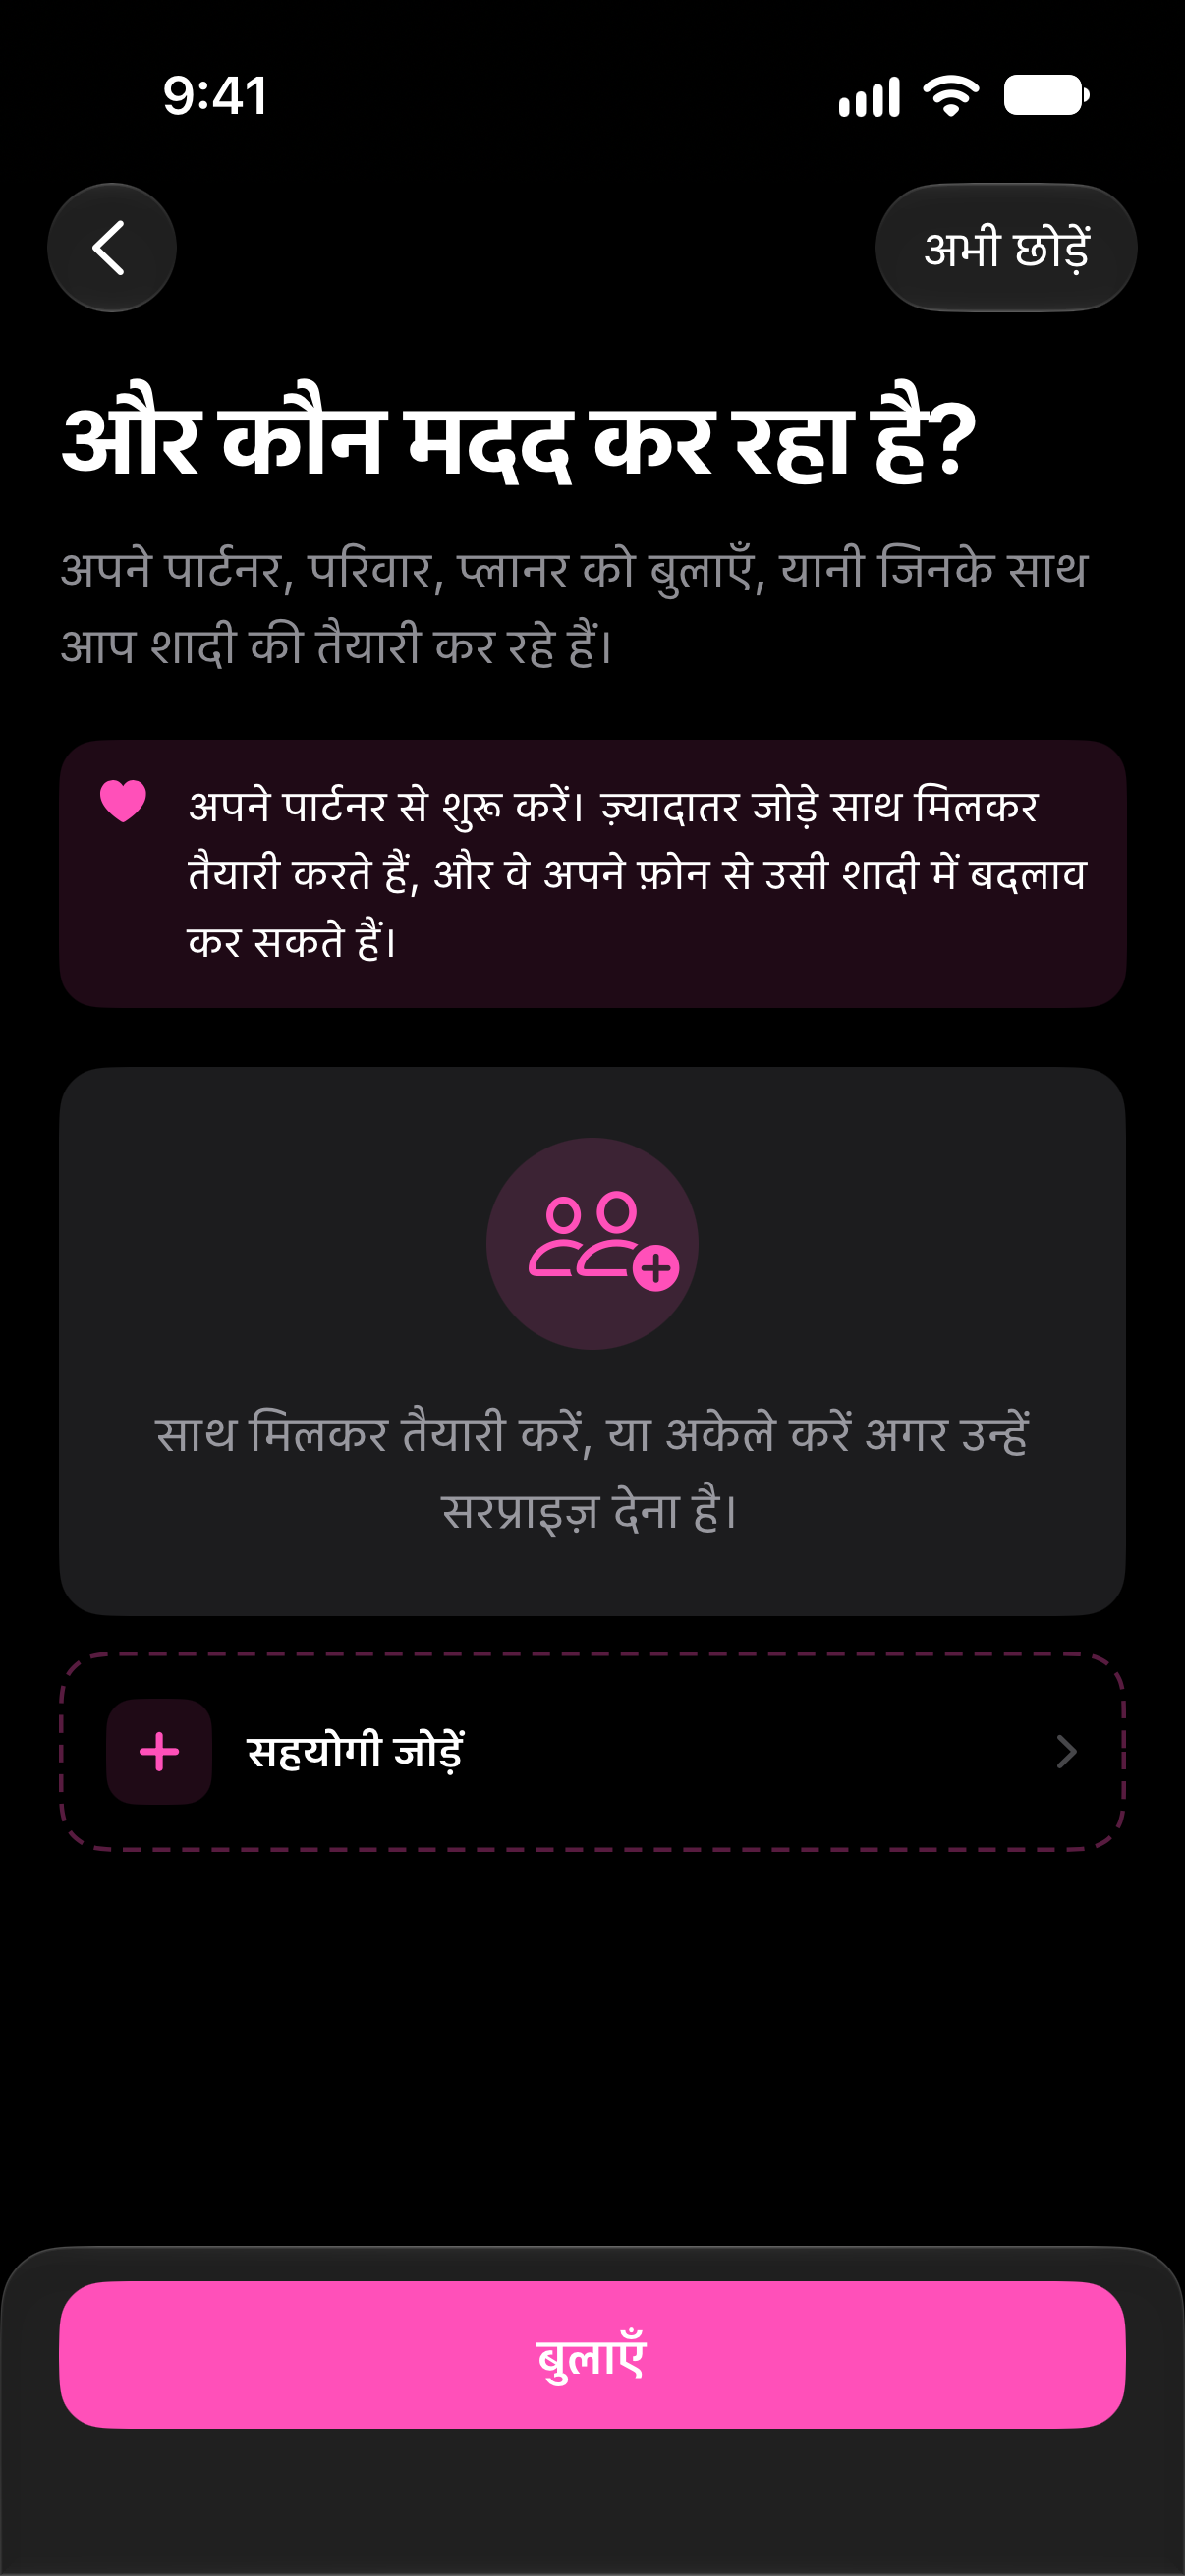 9:41
अभी छोड़ें
और कौन मदद कर रहा है?
अपने पार्टनर, परिवार, प्लानर को बुलाएँ, यानी जिनके साथ
आप शादी की तैयारी कर रहे हैं।
अपने पार्टनर से शुरू करें। ज़्यादातर जोड़े साथ मिलकर
तैयारी करते हैं, और वे अपने फ़ोन से उसी शादी में बदलाव
कर सकते हैं।
साथ मिलकर तैयारी करें, या अकेले करें अगर उन्हें
सरप्राइज़ देना है।
सहयोगी जोड़ें
बुलाएँ